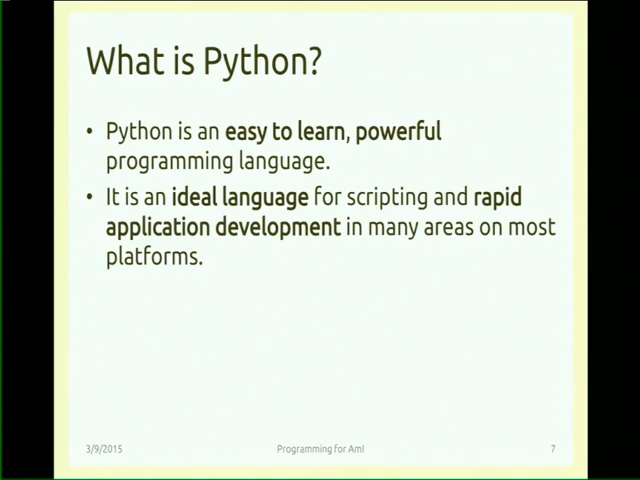 What is Python?
• Python is an easy to learn, powerful
programming language.
• It is an ideal language for scripting and rapid
application development in many areas on most
platforms.
3/9/2015 Programming for AmI 7